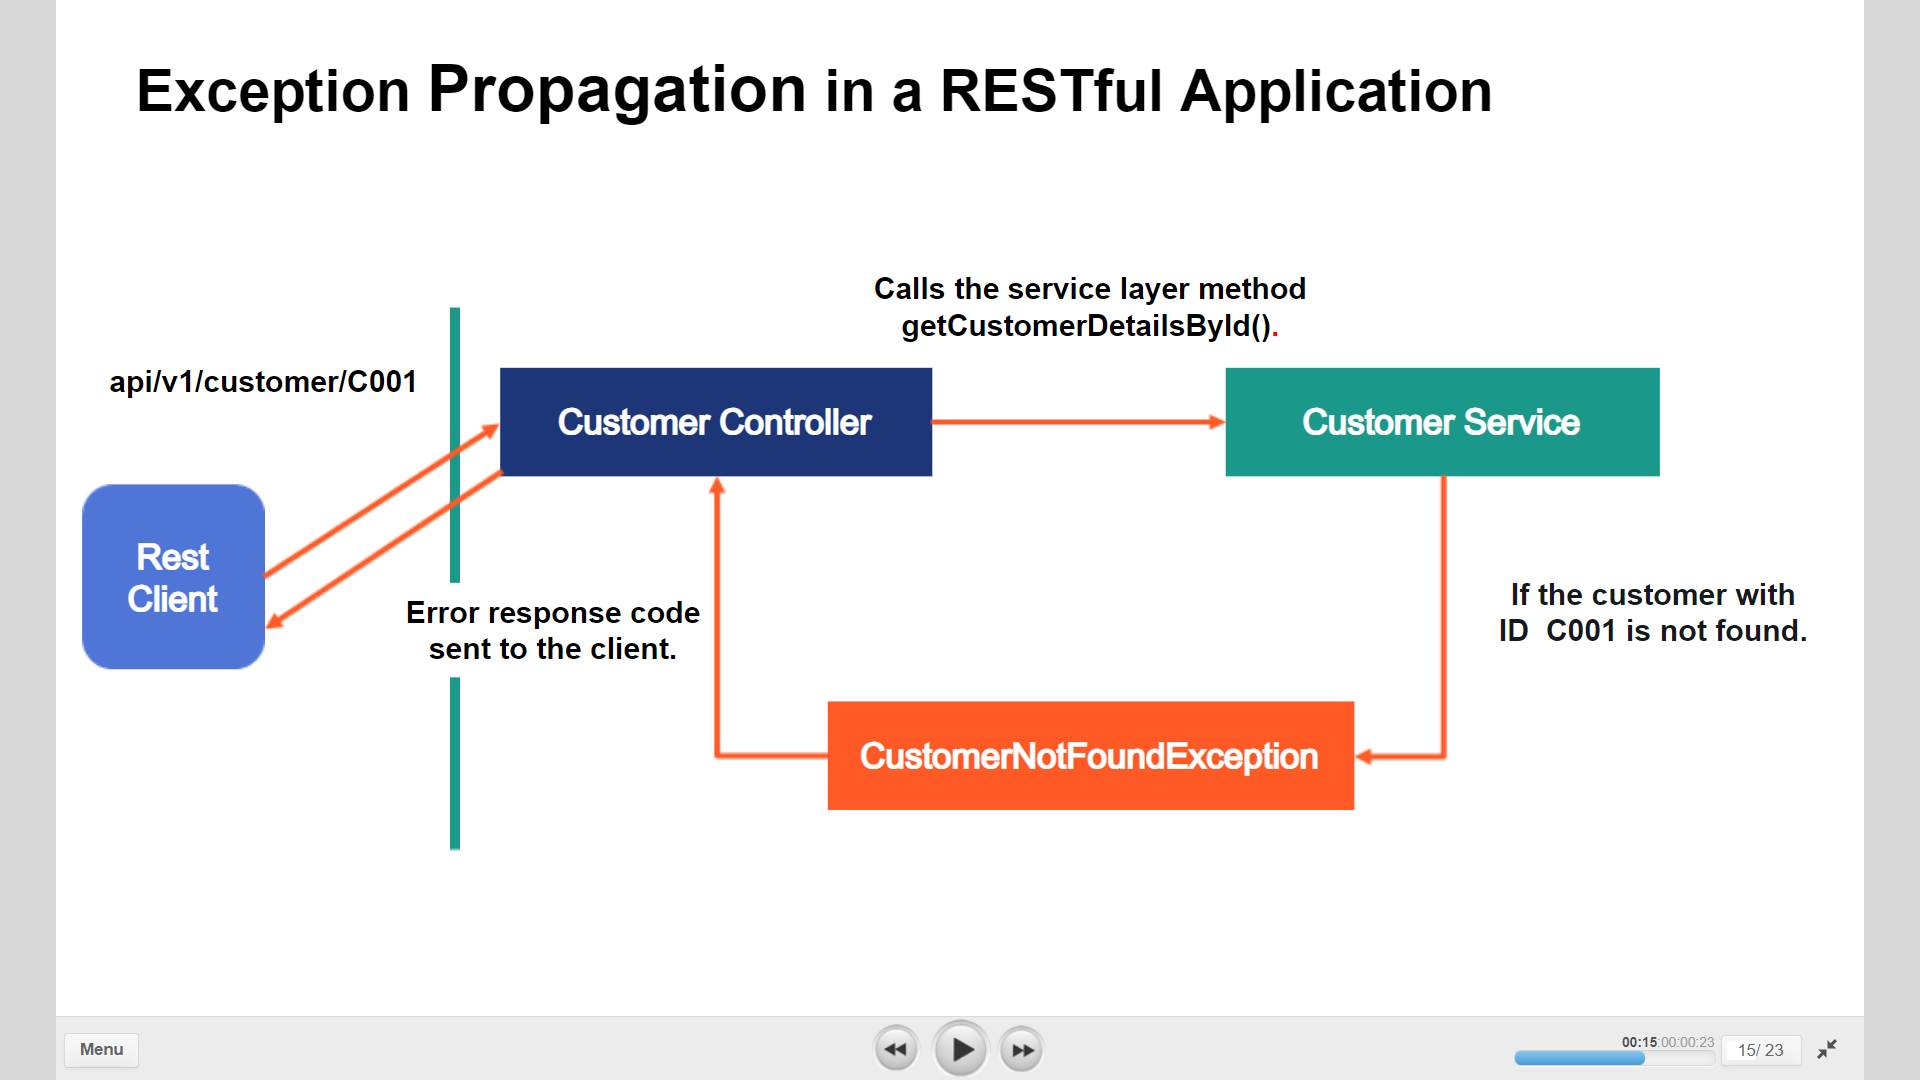 Exception Propagation in a RESTful Application
Calls the service layer method
getCustomerDetailsById().
api/v1/customer/C001
Customer Controller
Customer Service
Rest
Client
Error response code
sent to the client.
If the customer with
ID  C001 is not found.
CustomerNotFoundException
Menu
00:15:00:00:23
15/ 23